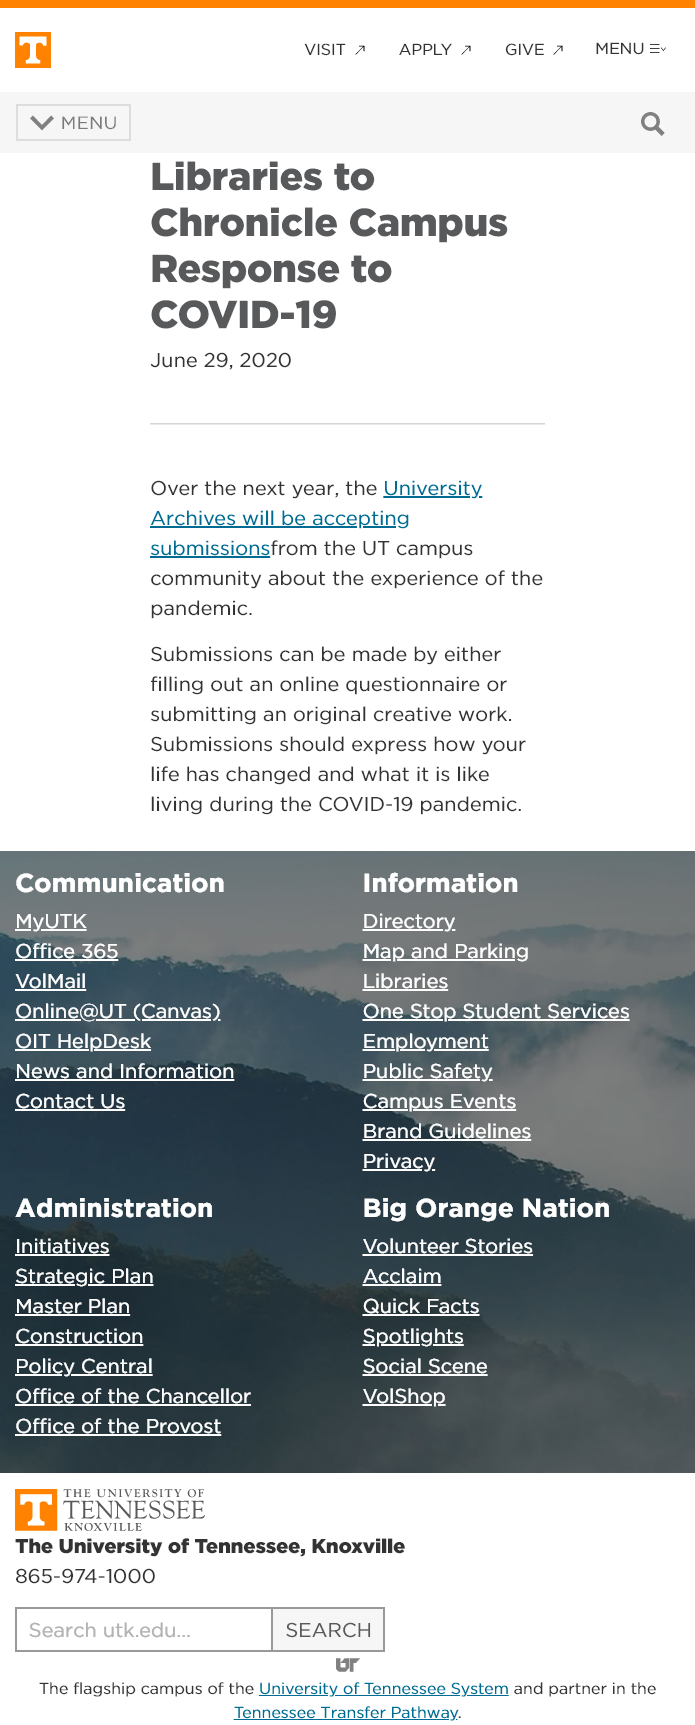 T
VISIT APPLY GIVE MENU
MENU
Libraries to
Chronicle Campus
Response to
COVID-19
June 29, 2020
Over the next year, the University
Archives will be accepting
submissionsfrom the UT campus
community about the experience of the
pandemic.
Submissions can be made by either
filling out an online questionnaire or
submitting an original creative work.
Submissions should express how your
life has changed and what it is like
living during the COVID-19 pandemic.
Communication
MyUTK
Office 365
VolMail
Online@UT (Canvas)
OIT HelpDesk
News and Information
Contact Us
Information
Directory
Map and Parking
Libraries
One Stop Student Services
Employment
Public Safety
Campus Events
Brand Guidelines
Privacy
Administration
Initiatives
Strategic Plan
Master Plan
Construction
Policy Central
Office of the Chancellor
Office of the Provost
Big Orange Nation
Volunteer Stories
Acclaim
Quick Facts
Spotlights
Social Scene
VolShop
T
THE UNIVERSITY OF
TENNESSEE
KNOXVILLE
The University of Tennessee, Knoxville
865-974-1000
Search utk.edu... SEARCH
UT
The flagship campus of the University of Tennessee System and partner in the
Tennessee Transfer Pathway.